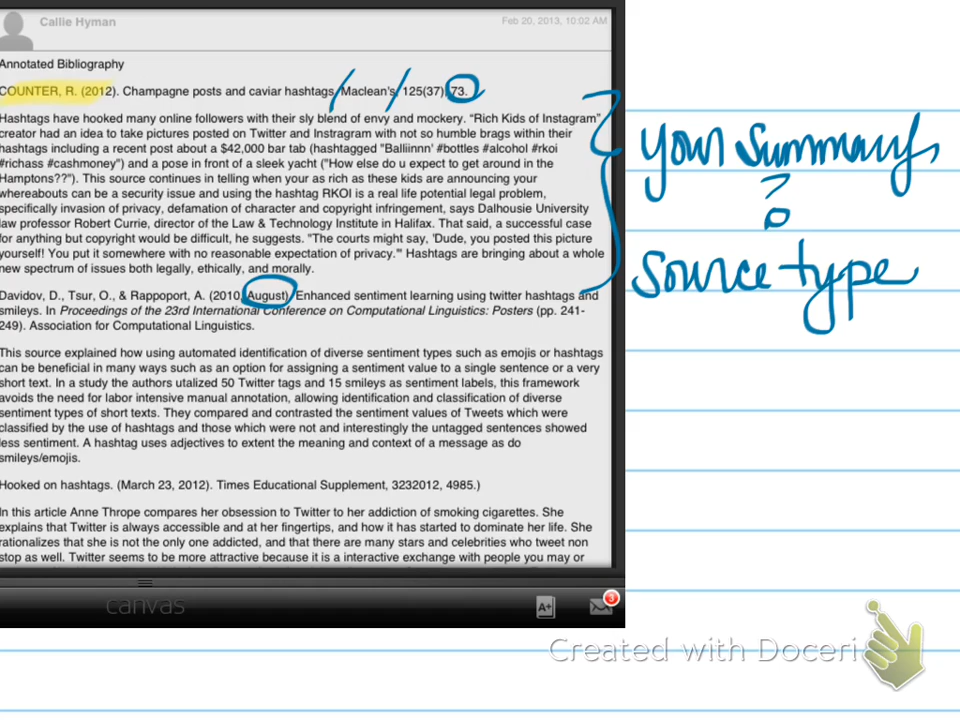 Callie Hyman
Feb 20, 2013, 10:02 AM
Annotated Bibliography
COUNTER, R. (2012). Champagne posts and caviar hashtags. Maclean's, 125(37), 73.
Hashtags have hooked many online followers with their sly blend of envy and mockery. "Rich Kids of Instagram"
creator had an idea to take pictures posted on Twitter and Instragram with not so humble brags within their
hashtags including a recent post about a $42,000 bar tab (hashtagged "Balliinnn' #bottles #alcohol #rkoi
#richass #cashmoney") and a pose in front of a sleek yacht ("How else do u expect to get around in the
Hamptons??"). This source continues in telling when your as rich as these kids are announcing your
whereabouts can be a security issue and using the hashtag RKOI is a real life potential legal problem,
specifically invasion of privacy, defamation of character and copyright infringement, says Dalhousie University
law professor Robert Currie, director of the Law & Technology Institute in Halifax. That said, a successful case
for anything but copyright would be difficult, he suggests. "The courts might say, 'Dude, you posted this picture
yourself! You put it somewhere with no reasonable expectation of privacy.'" Hashtags are bringing about a whole
new spectrum of issues both legally, ethically, and morally.
Davidov, D., Tsur, O., & Rappoport, A. (2010, August). Enhanced sentiment learning using twitter hashtags and
smileys. In Proceedings of the 23rd International Conference on Computational Linguistics: Posters (pp. 241-
249). Association for Computational Linguistics.
This source explained how using automated identification of diverse sentiment types such as emojis or hashtags
can be beneficial in many ways such as an option for assigning a sentiment value to a single sentence or a very
short text. In a study the authors utalized 50 Twitter tags and 15 smileys as sentiment labels, this framework
avoids the need for labor intensive manual annotation, allowing identification and classification of diverse
sentiment types of short texts. They compared and contrasted the sentiment values of Tweets which were
classified by the use of hashtags and those which were not and interestingly the untagged sentences showed
less sentiment. A hashtag uses adjectives to extent the meaning and context of a message as do
smileys/emojis.
Hooked on hashtags. (March 23, 2012). Times Educational Supplement, 3232012, 4985.)
In this article Anne Thrope compares her obsession to Twitter to her addiction of smoking cigarettes. She
explains that Twitter is always accessible and at her fingertips, and how it has started to dominate her life. She
rationalizes that she is not the only one addicted, and that there are many stars and celebrities who tweet non
stop as well. Twitter seems to be more attractive because it is a interactive exchange with people you may or
canvas
A+
3
your summary,
?
source type
Created with Doceri